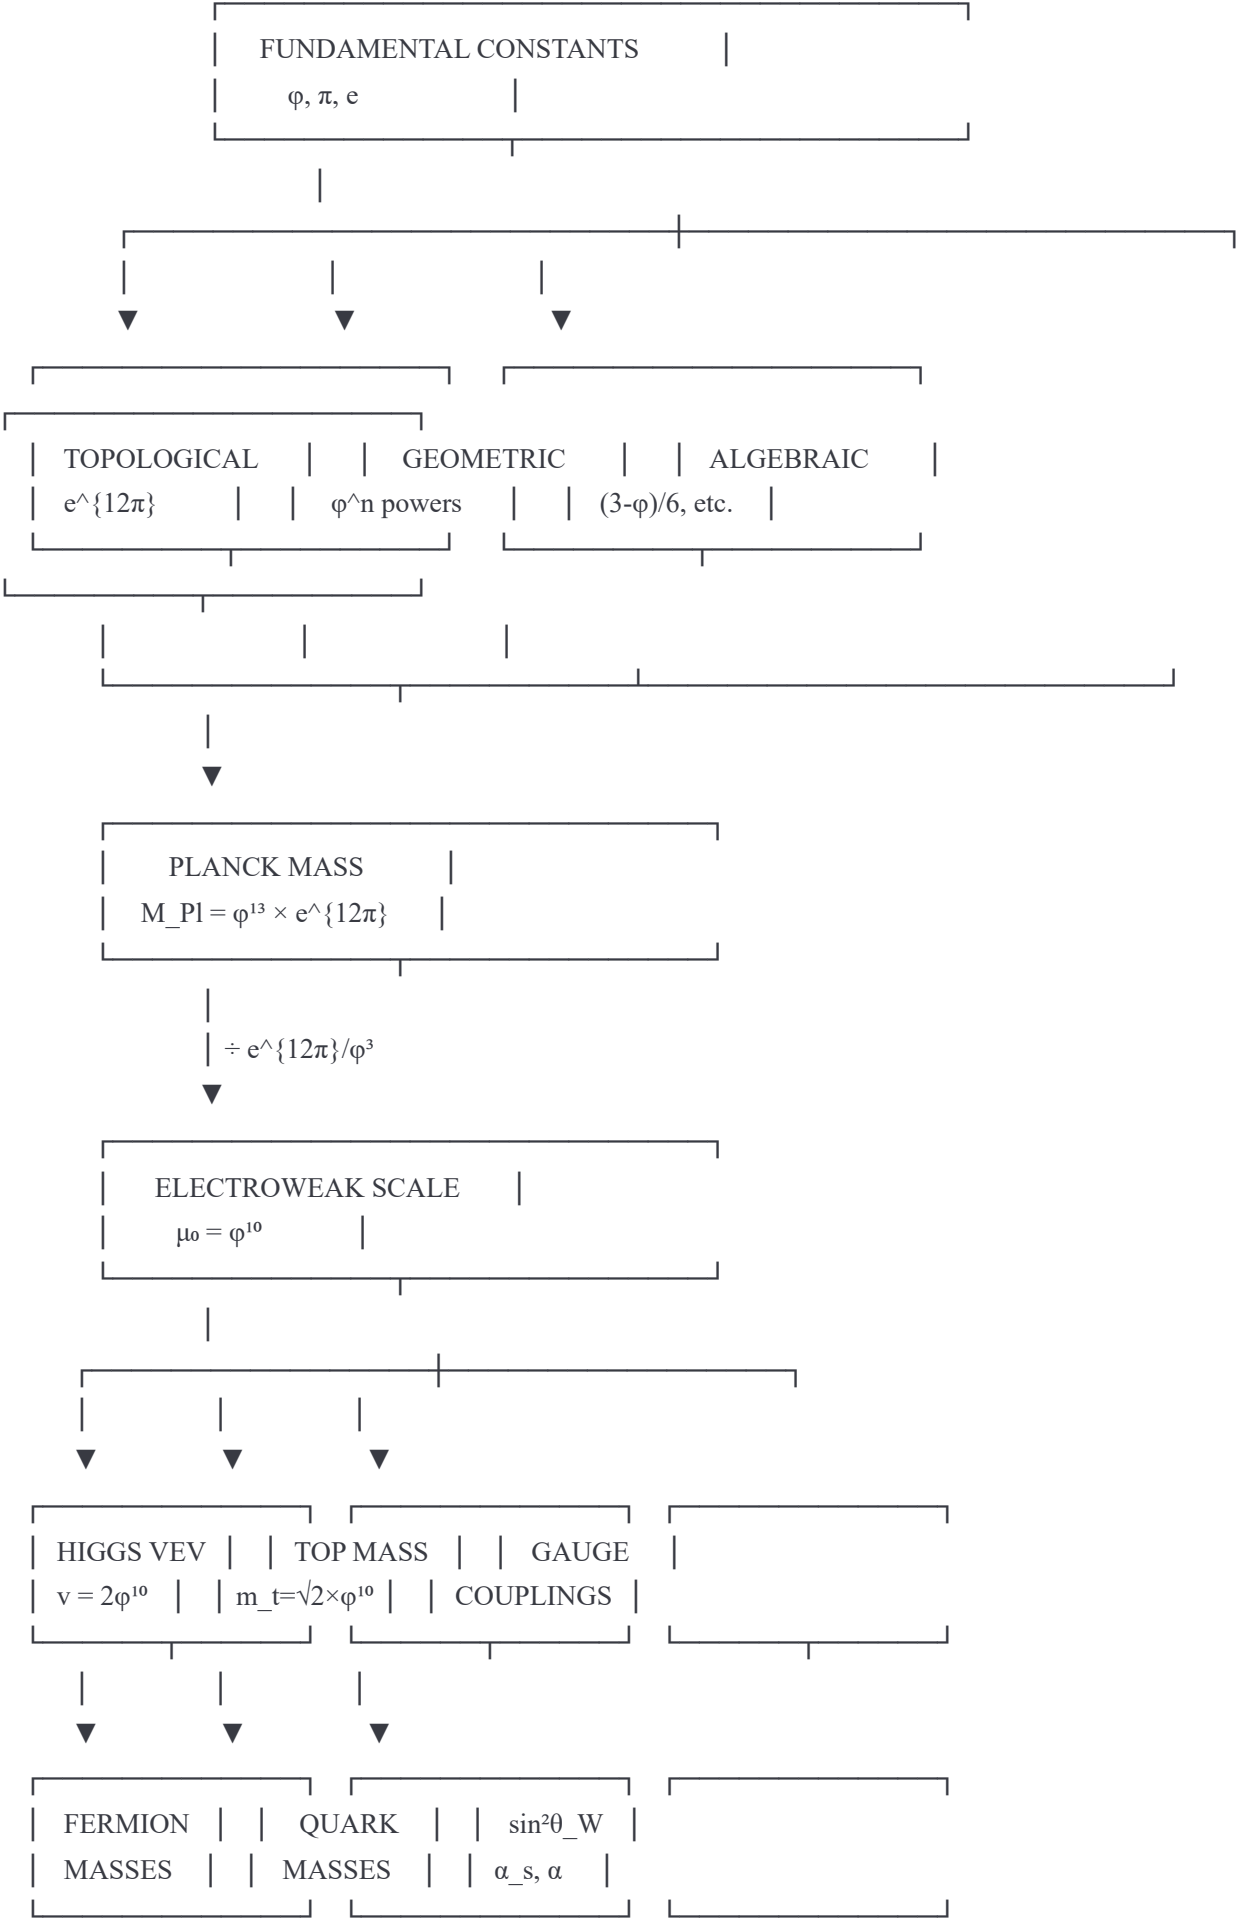 FUNDAMENTAL CONSTANTS
φ, π, e
TOPOLOGICAL GEOMETRIC ALGEBRAIC
e^{12π} φ^n powers (3-φ)/6, etc.
PLANCK MASS
M_Pl = φ¹³ × e^{12π}
÷ e^{12π}/φ³
ELECTROWEAK SCALE
μ₀ = φ¹⁰
HIGGS VEV TOP MASS GAUGE
v = 2φ¹⁰ m_t=√2×φ¹⁰ COUPLINGS
FERMION QUARK sin²θ_W
MASSES MASSES α_s, α